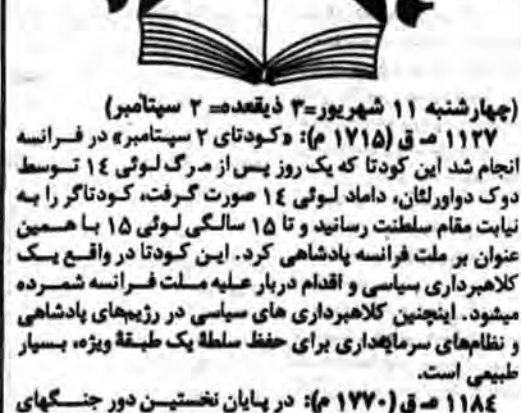 (چهارشنبه ۱۱ شهریور=۳ ذیقعده= ۲ سپتامبر)
۱۱۲۷ هـ ق (۱۷۱۵ م): «کودتای ۲ سپتامبر» در فرانسه
انجام شد این کودتا که یک روز پس از مرگ لوئی ۱۴ توسط
دوک دواورلئان، داماد لوئی ۱۴ صورت گرفت، کودتاگر را به
نیابت مقام سلطنت رسانید و تا ۱۵ سالگی لوئی ۱۵ با همین
عنوان بر ملت فرانسه پادشاهی کرد. این کودتا در واقع یک
کلاهبرداری سیاسی و اقدام دربار علیه ملت فرانسه شمرده
میشود. اینچنین کلاهبرداری های سیاسی در رژیمهای پادشاهی
و نظامهای سرمایهداری برای حفظ سلطهٔ یک طبقهٔ ویژه، بسیار
طبیعی است.
۱۱۸۴ هـ ق (۱۷۷۰ م): در پایان نخستین دور جنگهای